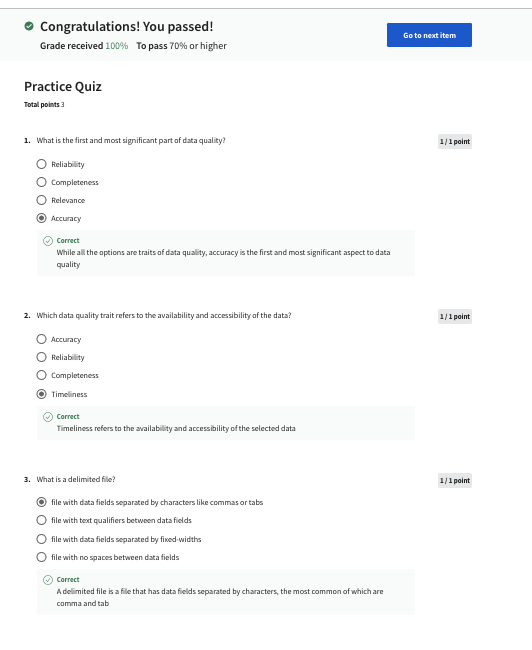 Congratulations! You passed!
Grade received 100% To pass 70% or higher
Go to next item
Practice Quiz
Total points 3
1. What is the first and most significant part of data quality?
1 / 1 point
Reliability
Completeness
Relevance
Accuracy
Correct
While all the options are traits of data quality, accuracy is the first and most significant aspect to data
quality
2. Which data quality trait refers to the availability and accessibility of the data?
1 / 1 point
Accuracy
Reliability
Completeness
Timeliness
Correct
Timeliness refers to the availability and accessibility of the selected data
3. What is a delimited file?
1 / 1 point
file with data fields separated by characters like commas or tabs
file with text qualifiers between data fields
file with data fields separated by fixed-widths
file with no spaces between data fields
Correct
A delimited file is a file that has data fields separated by characters, the most common of which are
comma and tab